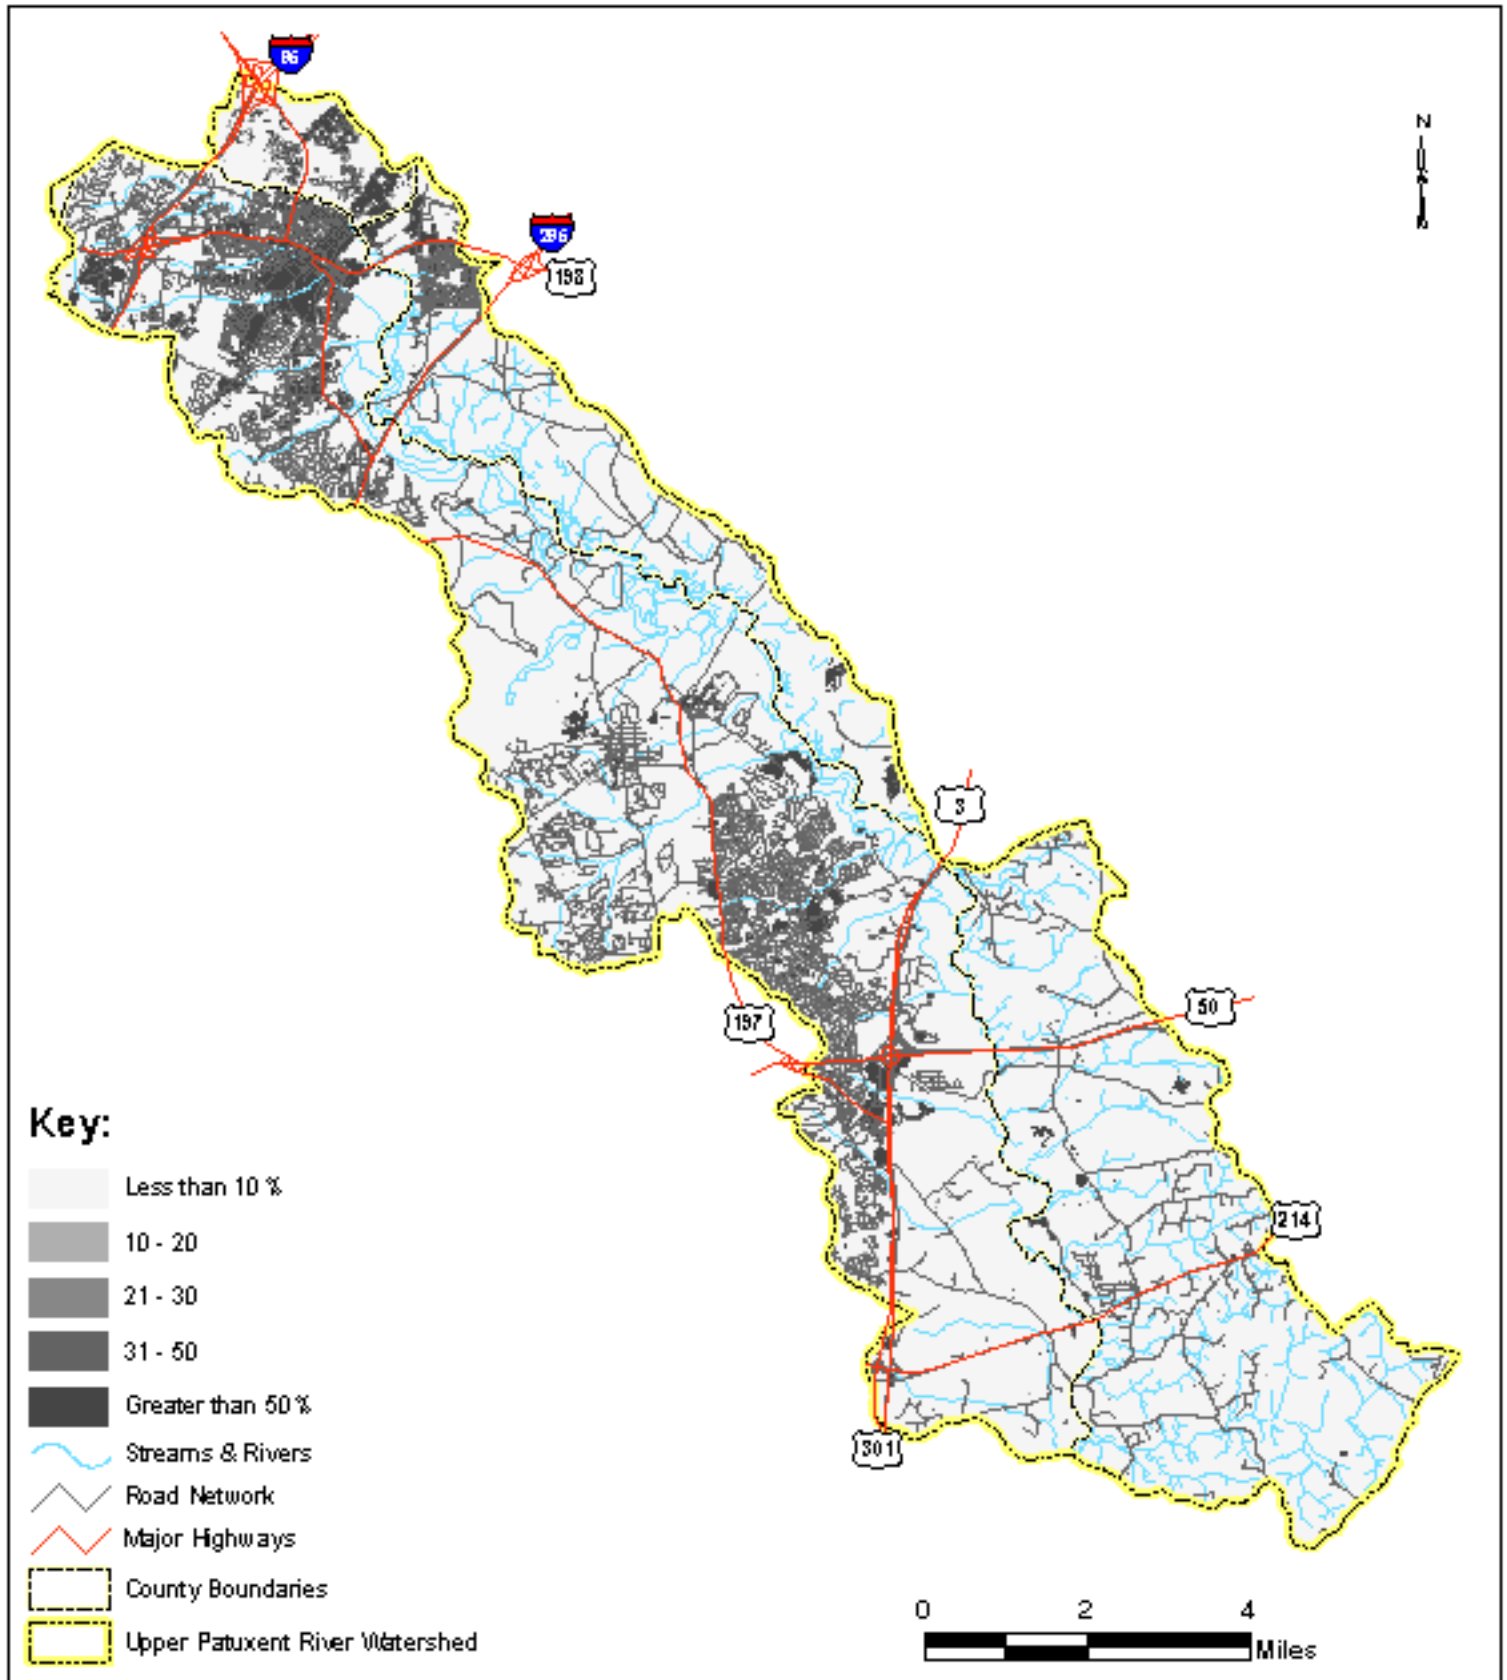 95
N
295
198
3
50
197
214
301
Key:
Less than 10 %
10 - 20
21 - 30
31 - 50
Greater than 50 %
Streams & Rivers
Road Network
Major Highways
County Boundaries
Upper Patuxent River Watershed
0 2 4
Miles